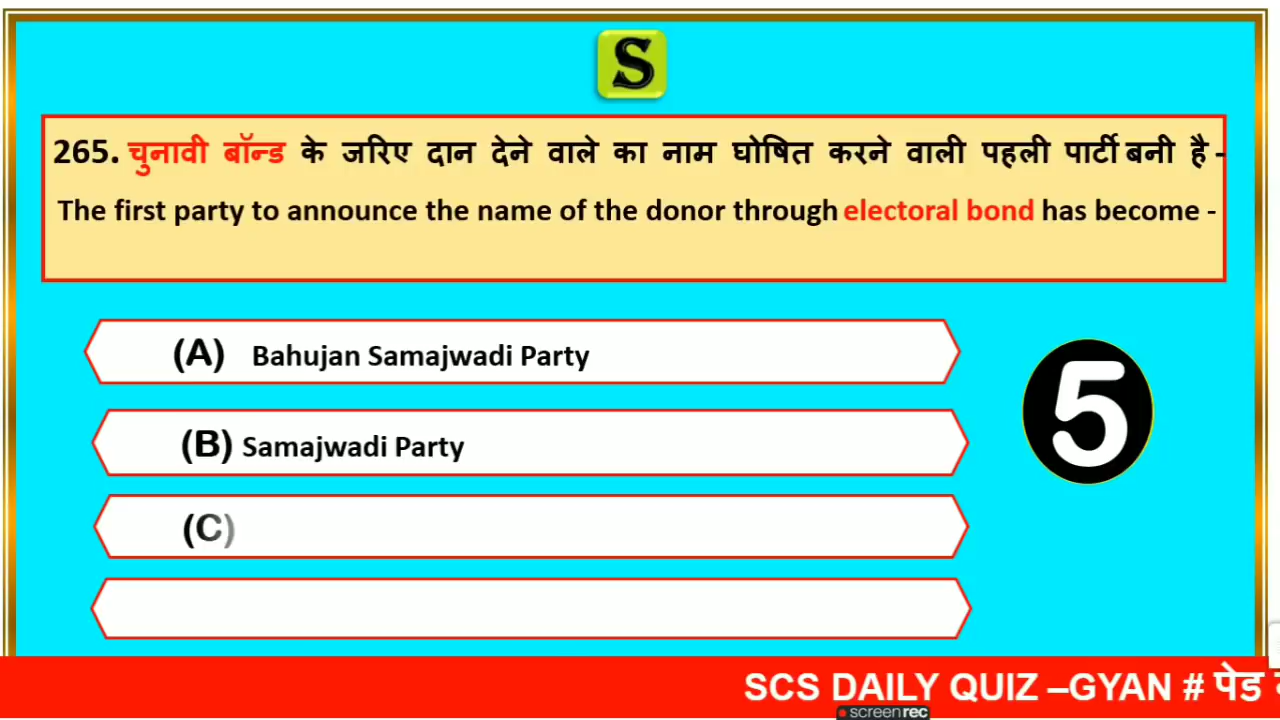 S
265. चुनावी बॉन्ड के जरिए दान देने वाले का नाम घोषित करने वाली पहली पार्टी बनी है -
The first party to announce the name of the donor through electoral bond has become -
(A) Bahujan Samajwadi Party
5
(B) Samajwadi Party
(C)
SCS DAILY QUIZ –GYAN # पेड
screenrec